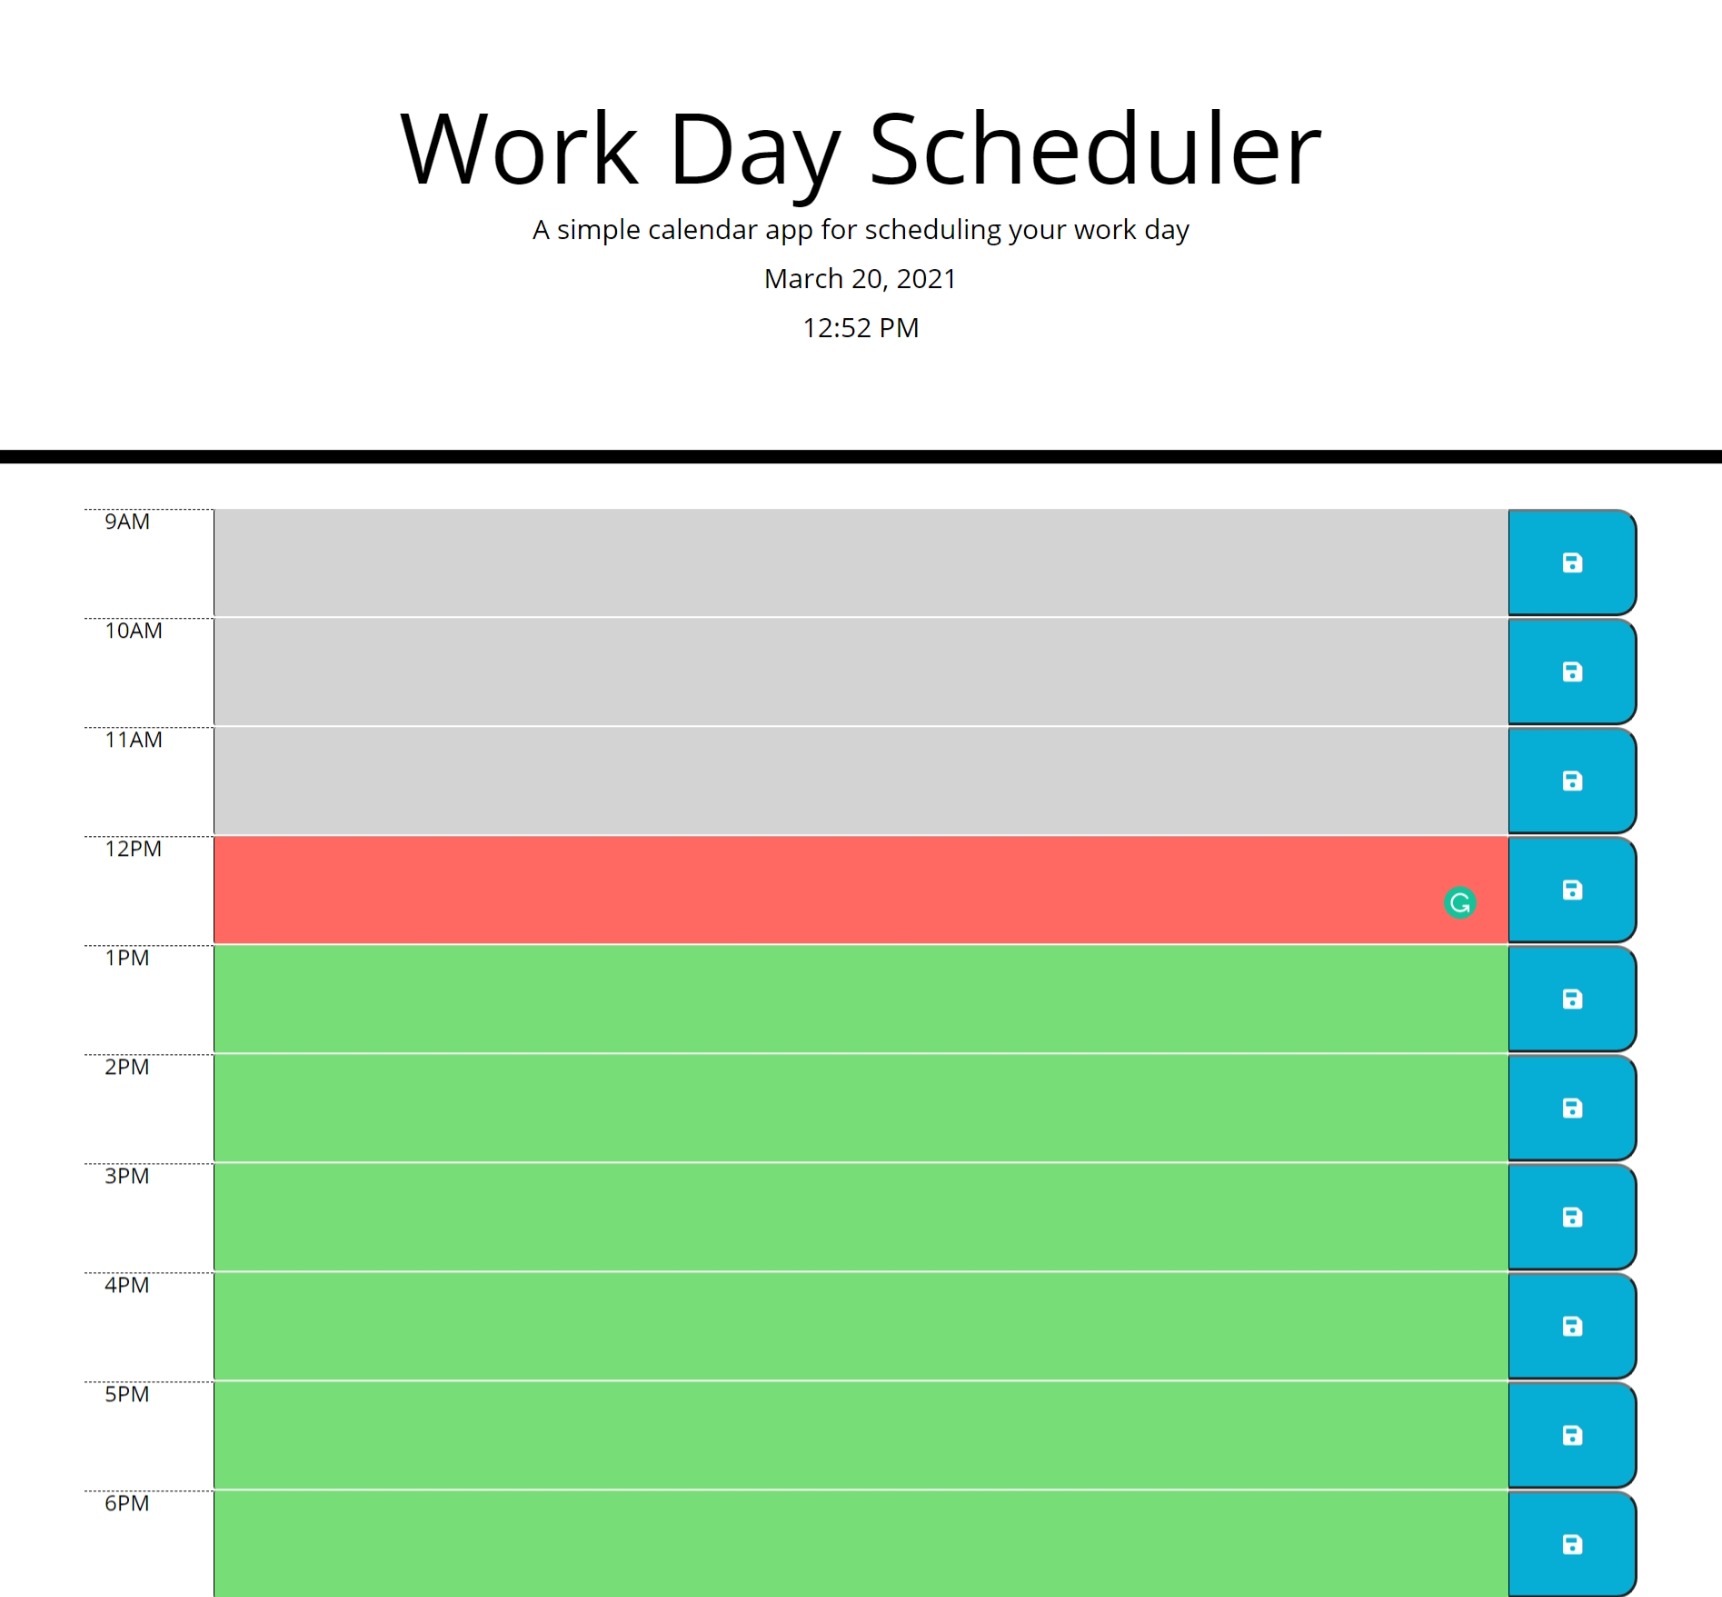 Work Day Scheduler
A simple calendar app for scheduling your work day
March 20, 2021
12:52 PM
9AM
10AM
11AM
12PM
1PM
2PM
3PM
4PM
5PM
6PM